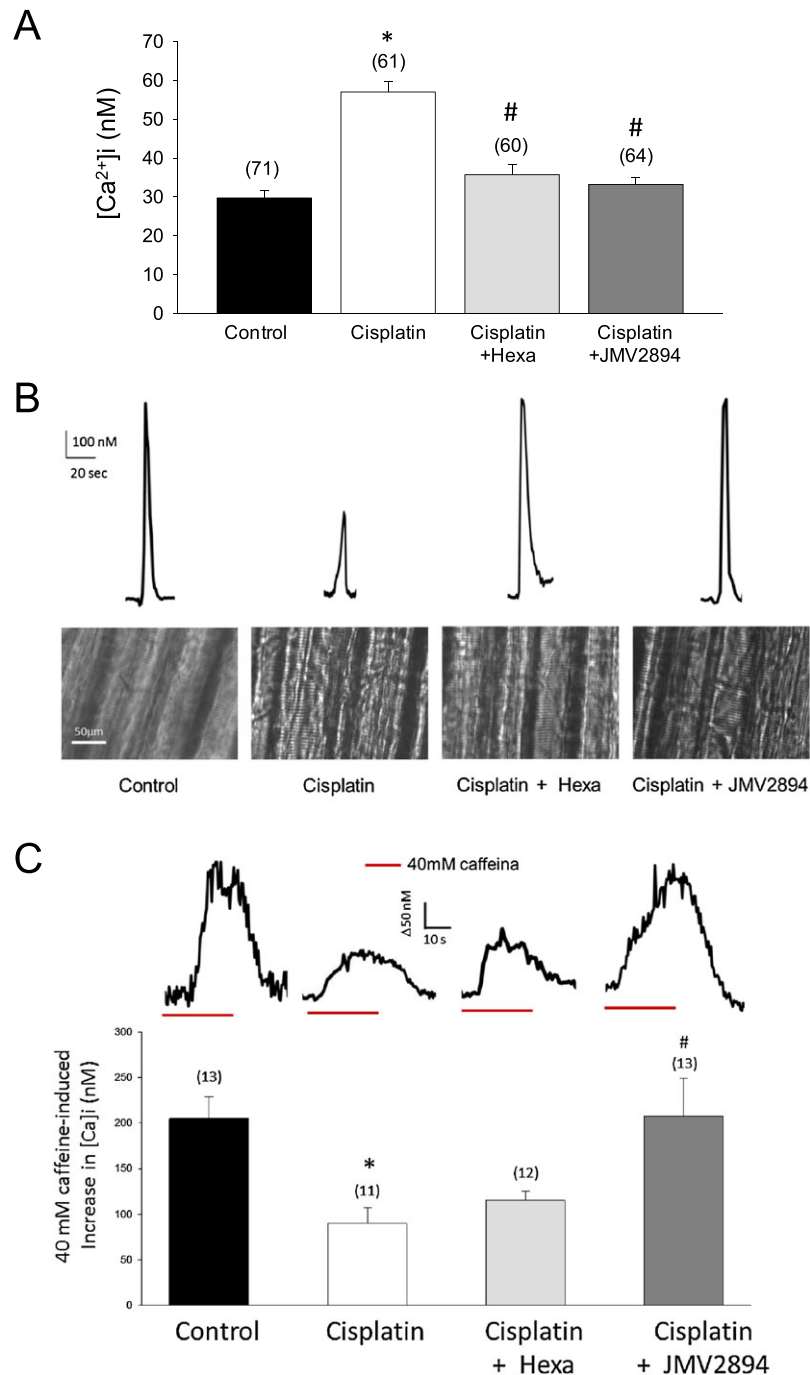 A
[Ca2+]i (nM)
70
60
50
40
30
20
10
0
(71)
*
(61)
#
(60)
#
(64)
Control
Cisplatin
Cisplatin
+Hexa
Cisplatin
+JMV2894
B
100 nM
20 sec
50µm
Control
Cisplatin
Cisplatin + Hexa
Cisplatin + JMV2894
C
40mM caffeina
Δ50 nM
10 s
40 mM caffeine-induced
Increase in [Ca]i (nM)
300
250
200
150
100
50
0
(13)
*
(11)
(12)
#
(13)
Control
Cisplatin
Cisplatin
+ Hexa
Cisplatin
+ JMV2894